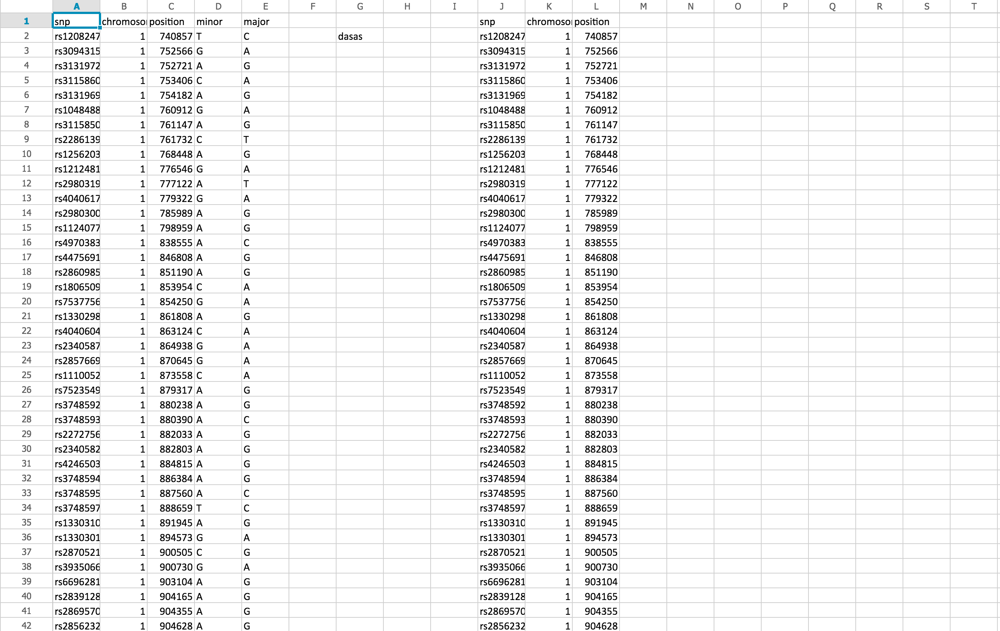 A B C D E F G H I J K L M N O P Q R S T
1 snp chromosor position minor major snp chromosor position
2 rs1208247 1 740857 T C dasas rs1208247 1 740857
3 rs3094315 1 752566 G A rs3094315 1 752566
4 rs3131972 1 752721 A G rs3131972 1 752721
5 rs3115860 1 753406 C A rs3115860 1 753406
6 rs3131969 1 754182 A G rs3131969 1 754182
7 rs1048488 1 760912 G A rs1048488 1 760912
8 rs3115850 1 761147 A G rs3115850 1 761147
9 rs2286139 1 761732 C T rs2286139 1 761732
10 rs1256203 1 768448 A G rs1256203 1 768448
11 rs1212481 1 776546 G A rs1212481 1 776546
12 rs2980319 1 777122 A T rs2980319 1 777122
13 rs4040617 1 779322 G A rs4040617 1 779322
14 rs2980300 1 785989 A G rs2980300 1 785989
15 rs1124077 1 798959 A G rs1124077 1 798959
16 rs4970383 1 838555 A C rs4970383 1 838555
17 rs4475691 1 846808 A G rs4475691 1 846808
18 rs2860985 1 851190 A G rs2860985 1 851190
19 rs1806509 1 853954 C A rs1806509 1 853954
20 rs7537756 1 854250 G A rs7537756 1 854250
21 rs1330298 1 861808 A G rs1330298 1 861808
22 rs4040604 1 863124 C A rs4040604 1 863124
23 rs2340587 1 864938 G A rs2340587 1 864938
24 rs2857669 1 870645 G A rs2857669 1 870645
25 rs1110052 1 873558 C A rs1110052 1 873558
26 rs7523549 1 879317 A G rs7523549 1 879317
27 rs3748592 1 880238 A G rs3748592 1 880238
28 rs3748593 1 880390 A C rs3748593 1 880390
29 rs2272756 1 882033 A G rs2272756 1 882033
30 rs2340582 1 882803 A G rs2340582 1 882803
31 rs4246503 1 884815 A G rs4246503 1 884815
32 rs3748594 1 886384 A G rs3748594 1 886384
33 rs3748595 1 887560 A C rs3748595 1 887560
34 rs3748597 1 888659 T C rs3748597 1 888659
35 rs1330310 1 891945 A G rs1330310 1 891945
36 rs1330301 1 894573 G A rs1330301 1 894573
37 rs2870521 1 900505 C G rs2870521 1 900505
38 rs3935066 1 900730 G A rs3935066 1 900730
39 rs6696281 1 903104 A G rs6696281 1 903104
40 rs2839128 1 904165 A G rs2839128 1 904165
41 rs2869570 1 904355 A G rs2869570 1 904355
42 rs2856232 1 904628 A G rs2856232 1 904628